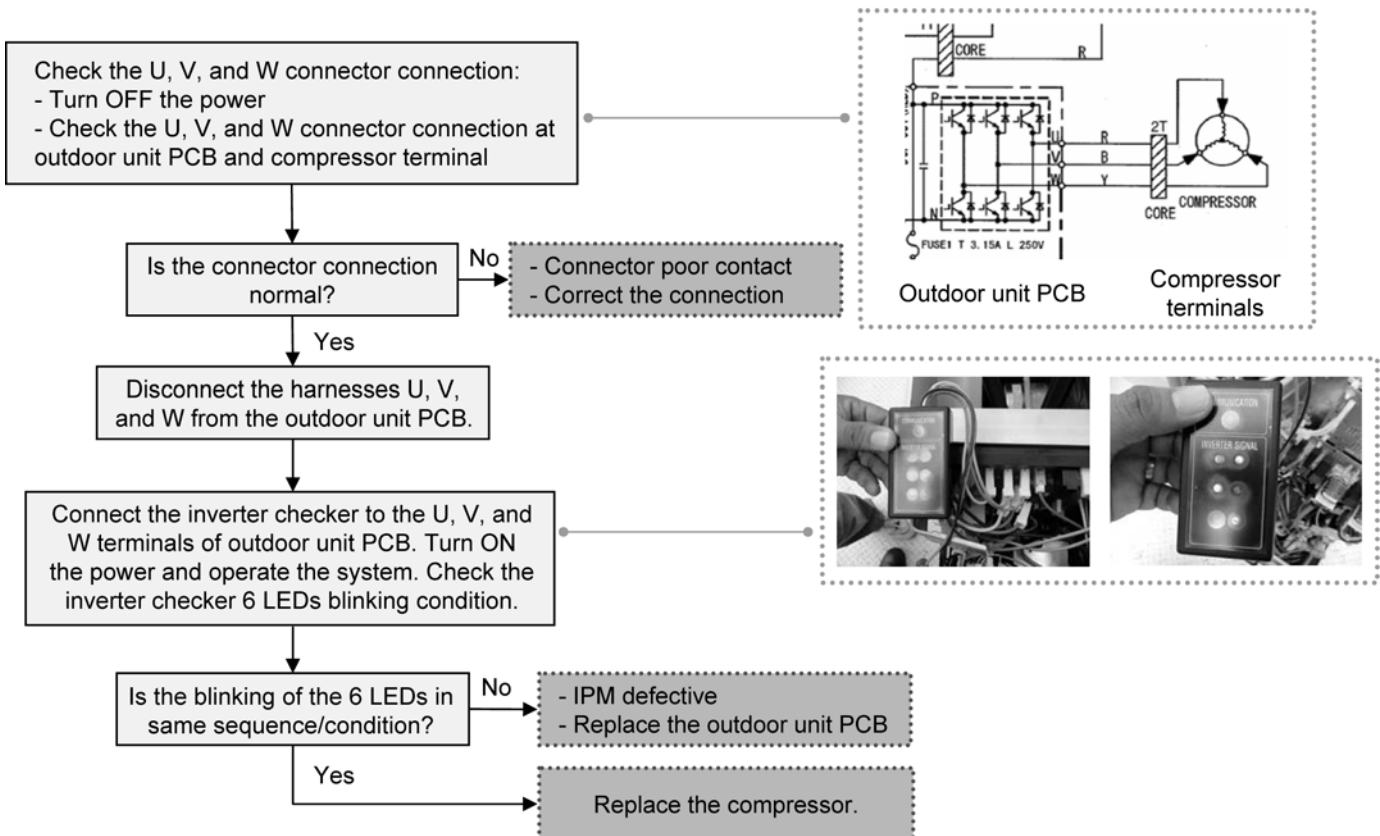 Check the U, V, and W connector connection:
- Turn OFF the power
- Check the U, V, and W connector connection at
outdoor unit PCB and compressor terminal
Is the connector connection
normal?
No
- Connector poor contact
- Correct the connection
Yes
Disconnect the harnesses U, V,
and W from the outdoor unit PCB.
Connect the inverter checker to the U, V, and
W terminals of outdoor unit PCB. Turn ON
the power and operate the system. Check the
inverter checker 6 LEDs blinking condition.
Is the blinking of the 6 LEDs in
same sequence/condition?
No
- IPM defective
- Replace the outdoor unit PCB
Yes
Replace the compressor.
CORE
R
P
U
R
2T
V
B
W
Y
N
CORE
COMPRESSOR
FUSE1 T 3.15A L 250V
Outdoor unit PCB
Compressor
terminals
COMMUNICATION
INVERTER SIGNAL
INVERTER SIGNAL